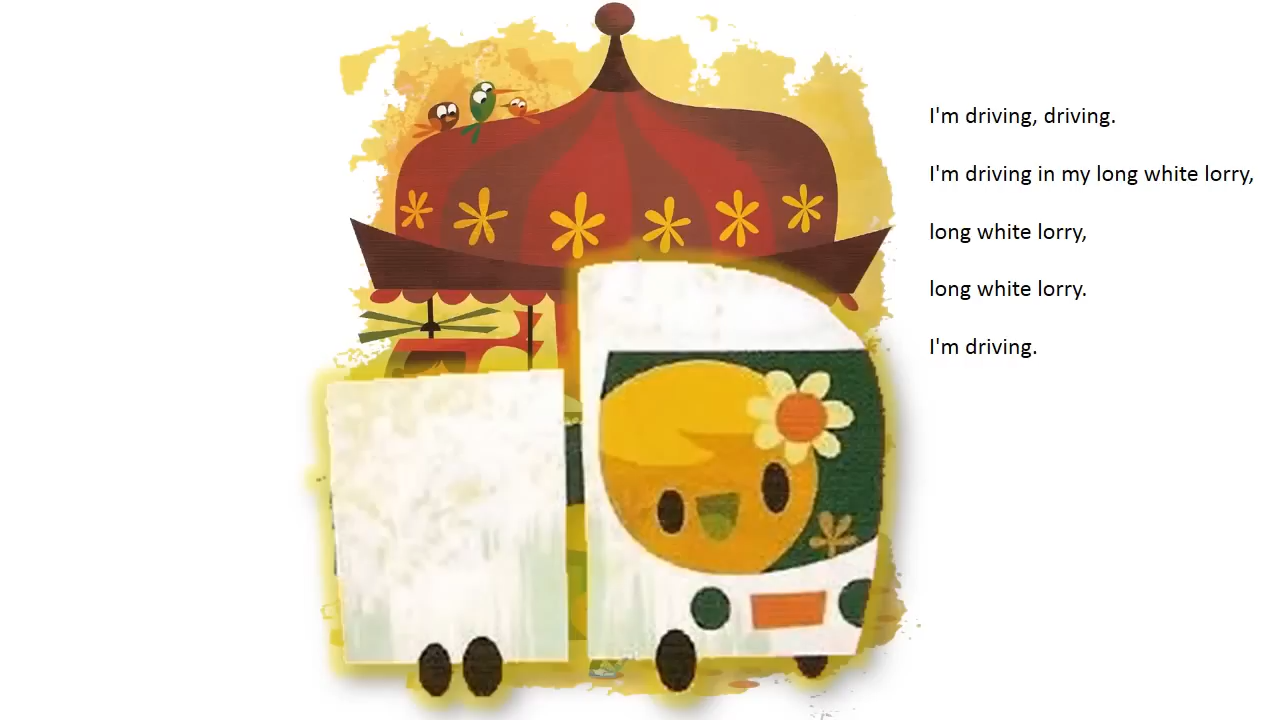 I'm driving, driving.
I'm driving in my long white lorry,
long white lorry,
long white lorry.
I'm driving.